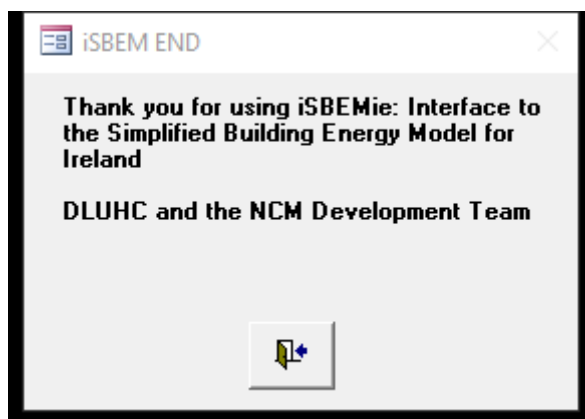 iSBEM END
Thank you for using iSBEMie: Interface to
the Simplified Building Energy Model for
Ireland
DLUHC and the NCM Development Team